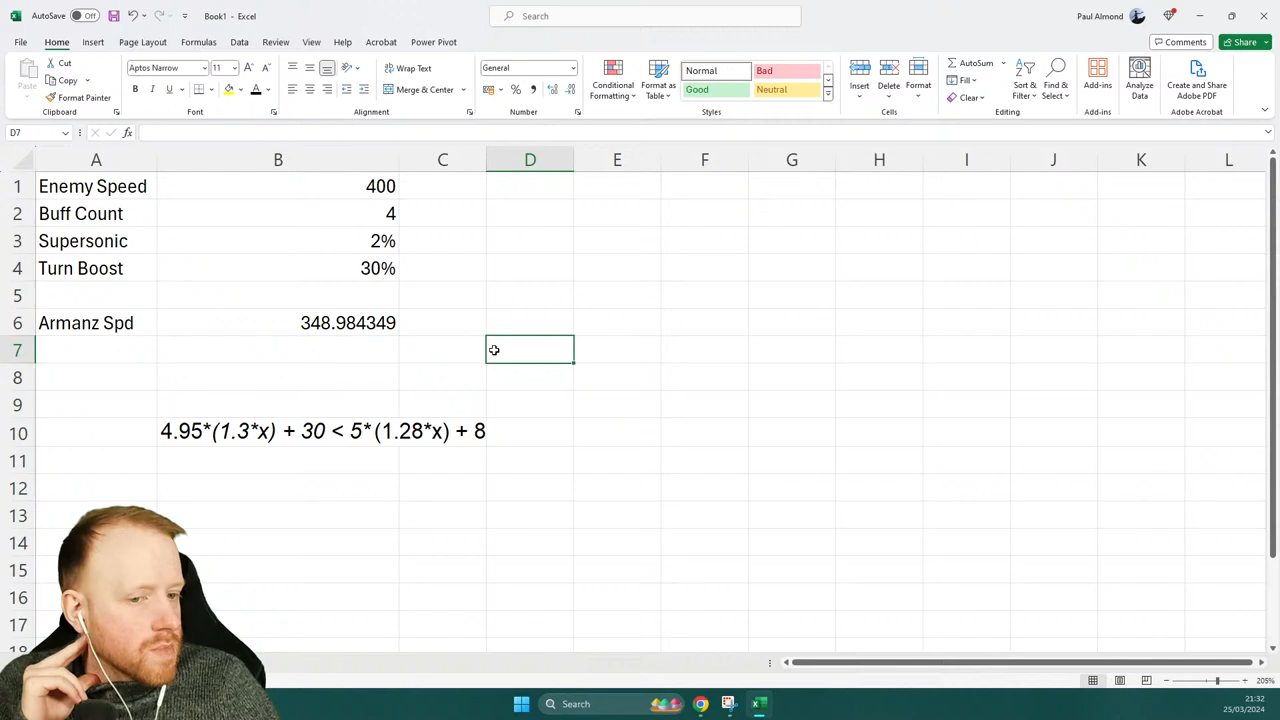 AutoSave Off Book1 - Excel Search Paul Almond
File Home Insert Page Layout Formulas Data Review View Help Acrobat Power Pivot Comments Share
Paste Cut Copy Format Painter Clipboard
Aptos Narrow 11 B I U Font
Wrap Text Merge & Center Alignment
General % Number
Conditional Formatting Format as Table
Normal Bad Good Neutral Styles
Insert Delete Format Cells
AutoSum Fill Clear Sort & Filter Find & Select Editing
Add-ins Add-ins
Analyze Data
Create and Share Adobe PDF Adobe Acrobat
D7 fx
A B C D E F G H I J K L
1 Enemy Speed 400
2 Buff Count 4
3 Supersonic 2%
4 Turn Boost 30%
5
6 Armanz Spd 348.984349
7
8
9
10 4.95*(1.3*x) + 30 < 5*(1.28*x) + 8
11
12
13
14
15
16
17
18
205%
Search
21:32
25/03/2024